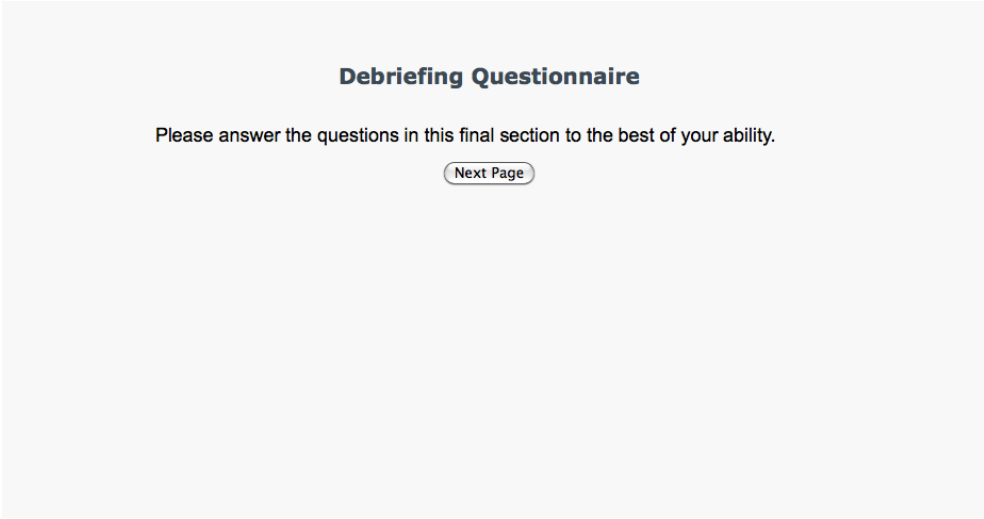 Debriefing Questionnaire
Please answer the questions in this final section to the best of your ability.
Next Page